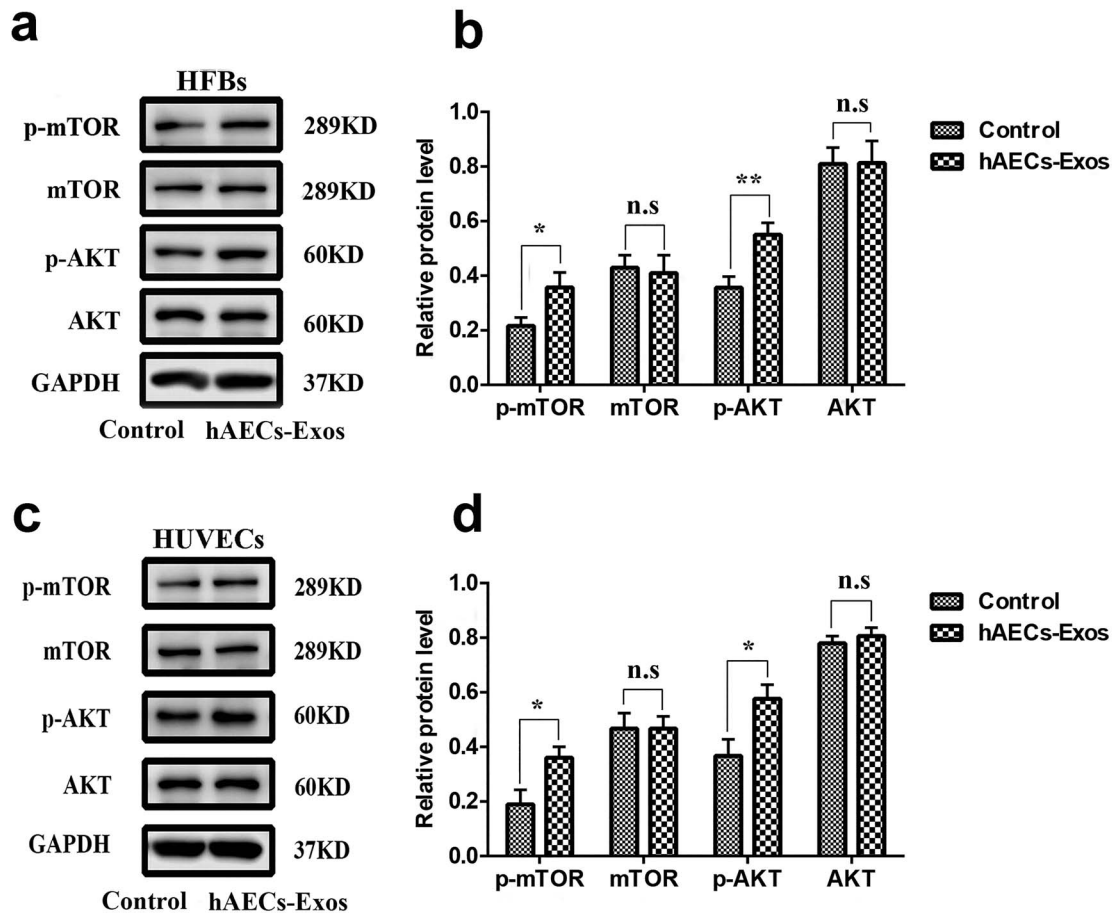 a
HFBs
p-mTOR 289KD
mTOR 289KD
p-AKT 60KD
AKT 60KD
GAPDH 37KD
Control hAECs-Exos
b
Relative protein level
1.0
0.8
0.6
0.4
0.2
0.0
* n.s ** n.s
p-mTOR mTOR p-AKT AKT
Control
hAECs-Exos
c
HUVECs
p-mTOR 289KD
mTOR 289KD
p-AKT 60KD
AKT 60KD
GAPDH 37KD
Control hAECs-Exos
d
Relative protein level
1.0
0.8
0.6
0.4
0.2
0.0
* n.s * n.s
p-mTOR mTOR p-AKT AKT
Control
hAECs-Exos